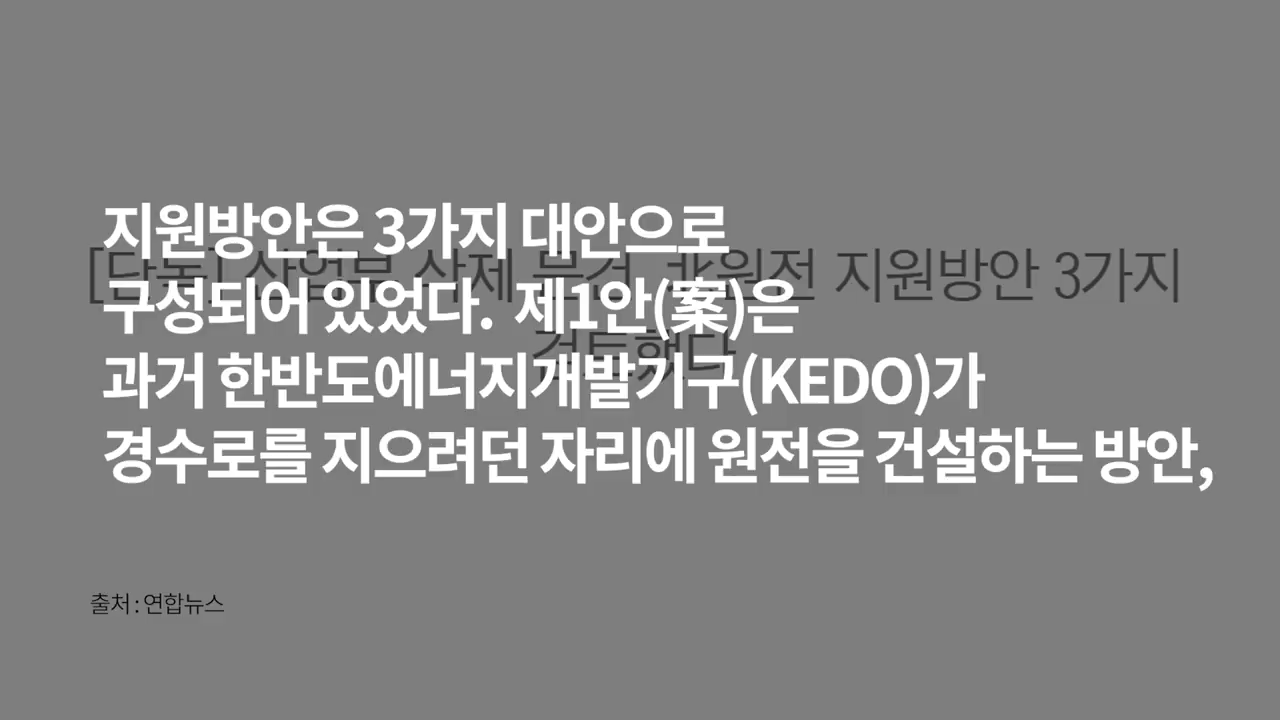 지원방안은 3가지 대안으로
[단독] 산업부 삭제 문건, 北원전 지원방안 3가지
구성되어 있었다. 제1안(案)은
검토했다
과거 한반도에너지개발기구(KEDO)가
경수로를 지으려던 자리에 원전을 건설하는 방안,
출처 : 연합뉴스